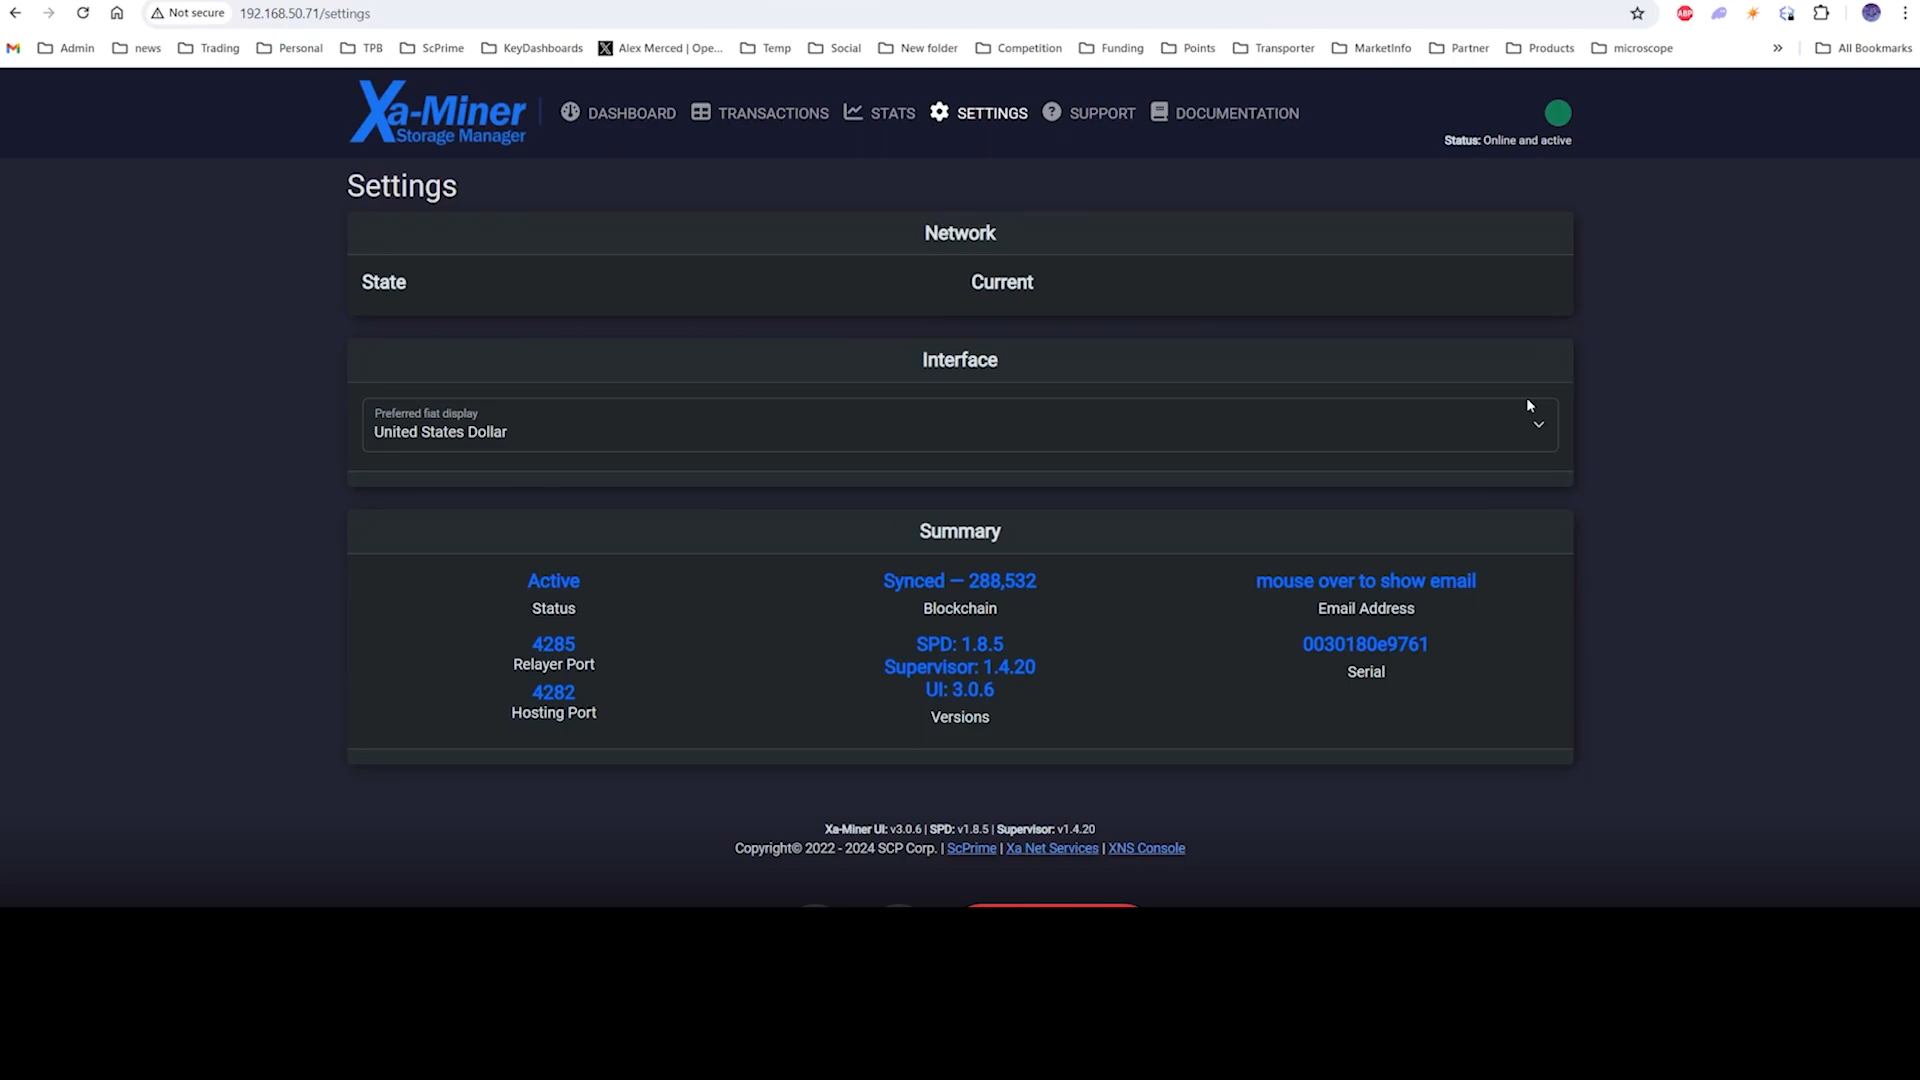 Not secure
192.168.50.71/settings
ABP
Admin
news
Trading
Personal
TPB
ScPrime
KeyDashboards
Alex Merced | Ope...
Temp
Social
New folder
Competition
Funding
Points
Transporter
MarketInfo
Partner
Products
microscope
»
All Bookmarks
Xa-Miner
Storage Manager
DASHBOARD
TRANSACTIONS
STATS
SETTINGS
SUPPORT
DOCUMENTATION
Status: Online and active
Settings
Network
State
Current
Interface
Preferred fiat display
United States Dollar
Summary
Active
Status
4285
Relayer Port
4282
Hosting Port
Synced — 288,532
Blockchain
SPD: 1.8.5
Supervisor: 1.4.20
UI: 3.0.6
Versions
mouse over to show email
Email Address
0030180e9761
Serial
Xa-Miner UI: v3.0.6 | SPD: v1.8.5 | Supervisor: v1.4.20
Copyright© 2022 - 2024 SCP Corp. | ScPrime | Xa Net Services | XNS Console